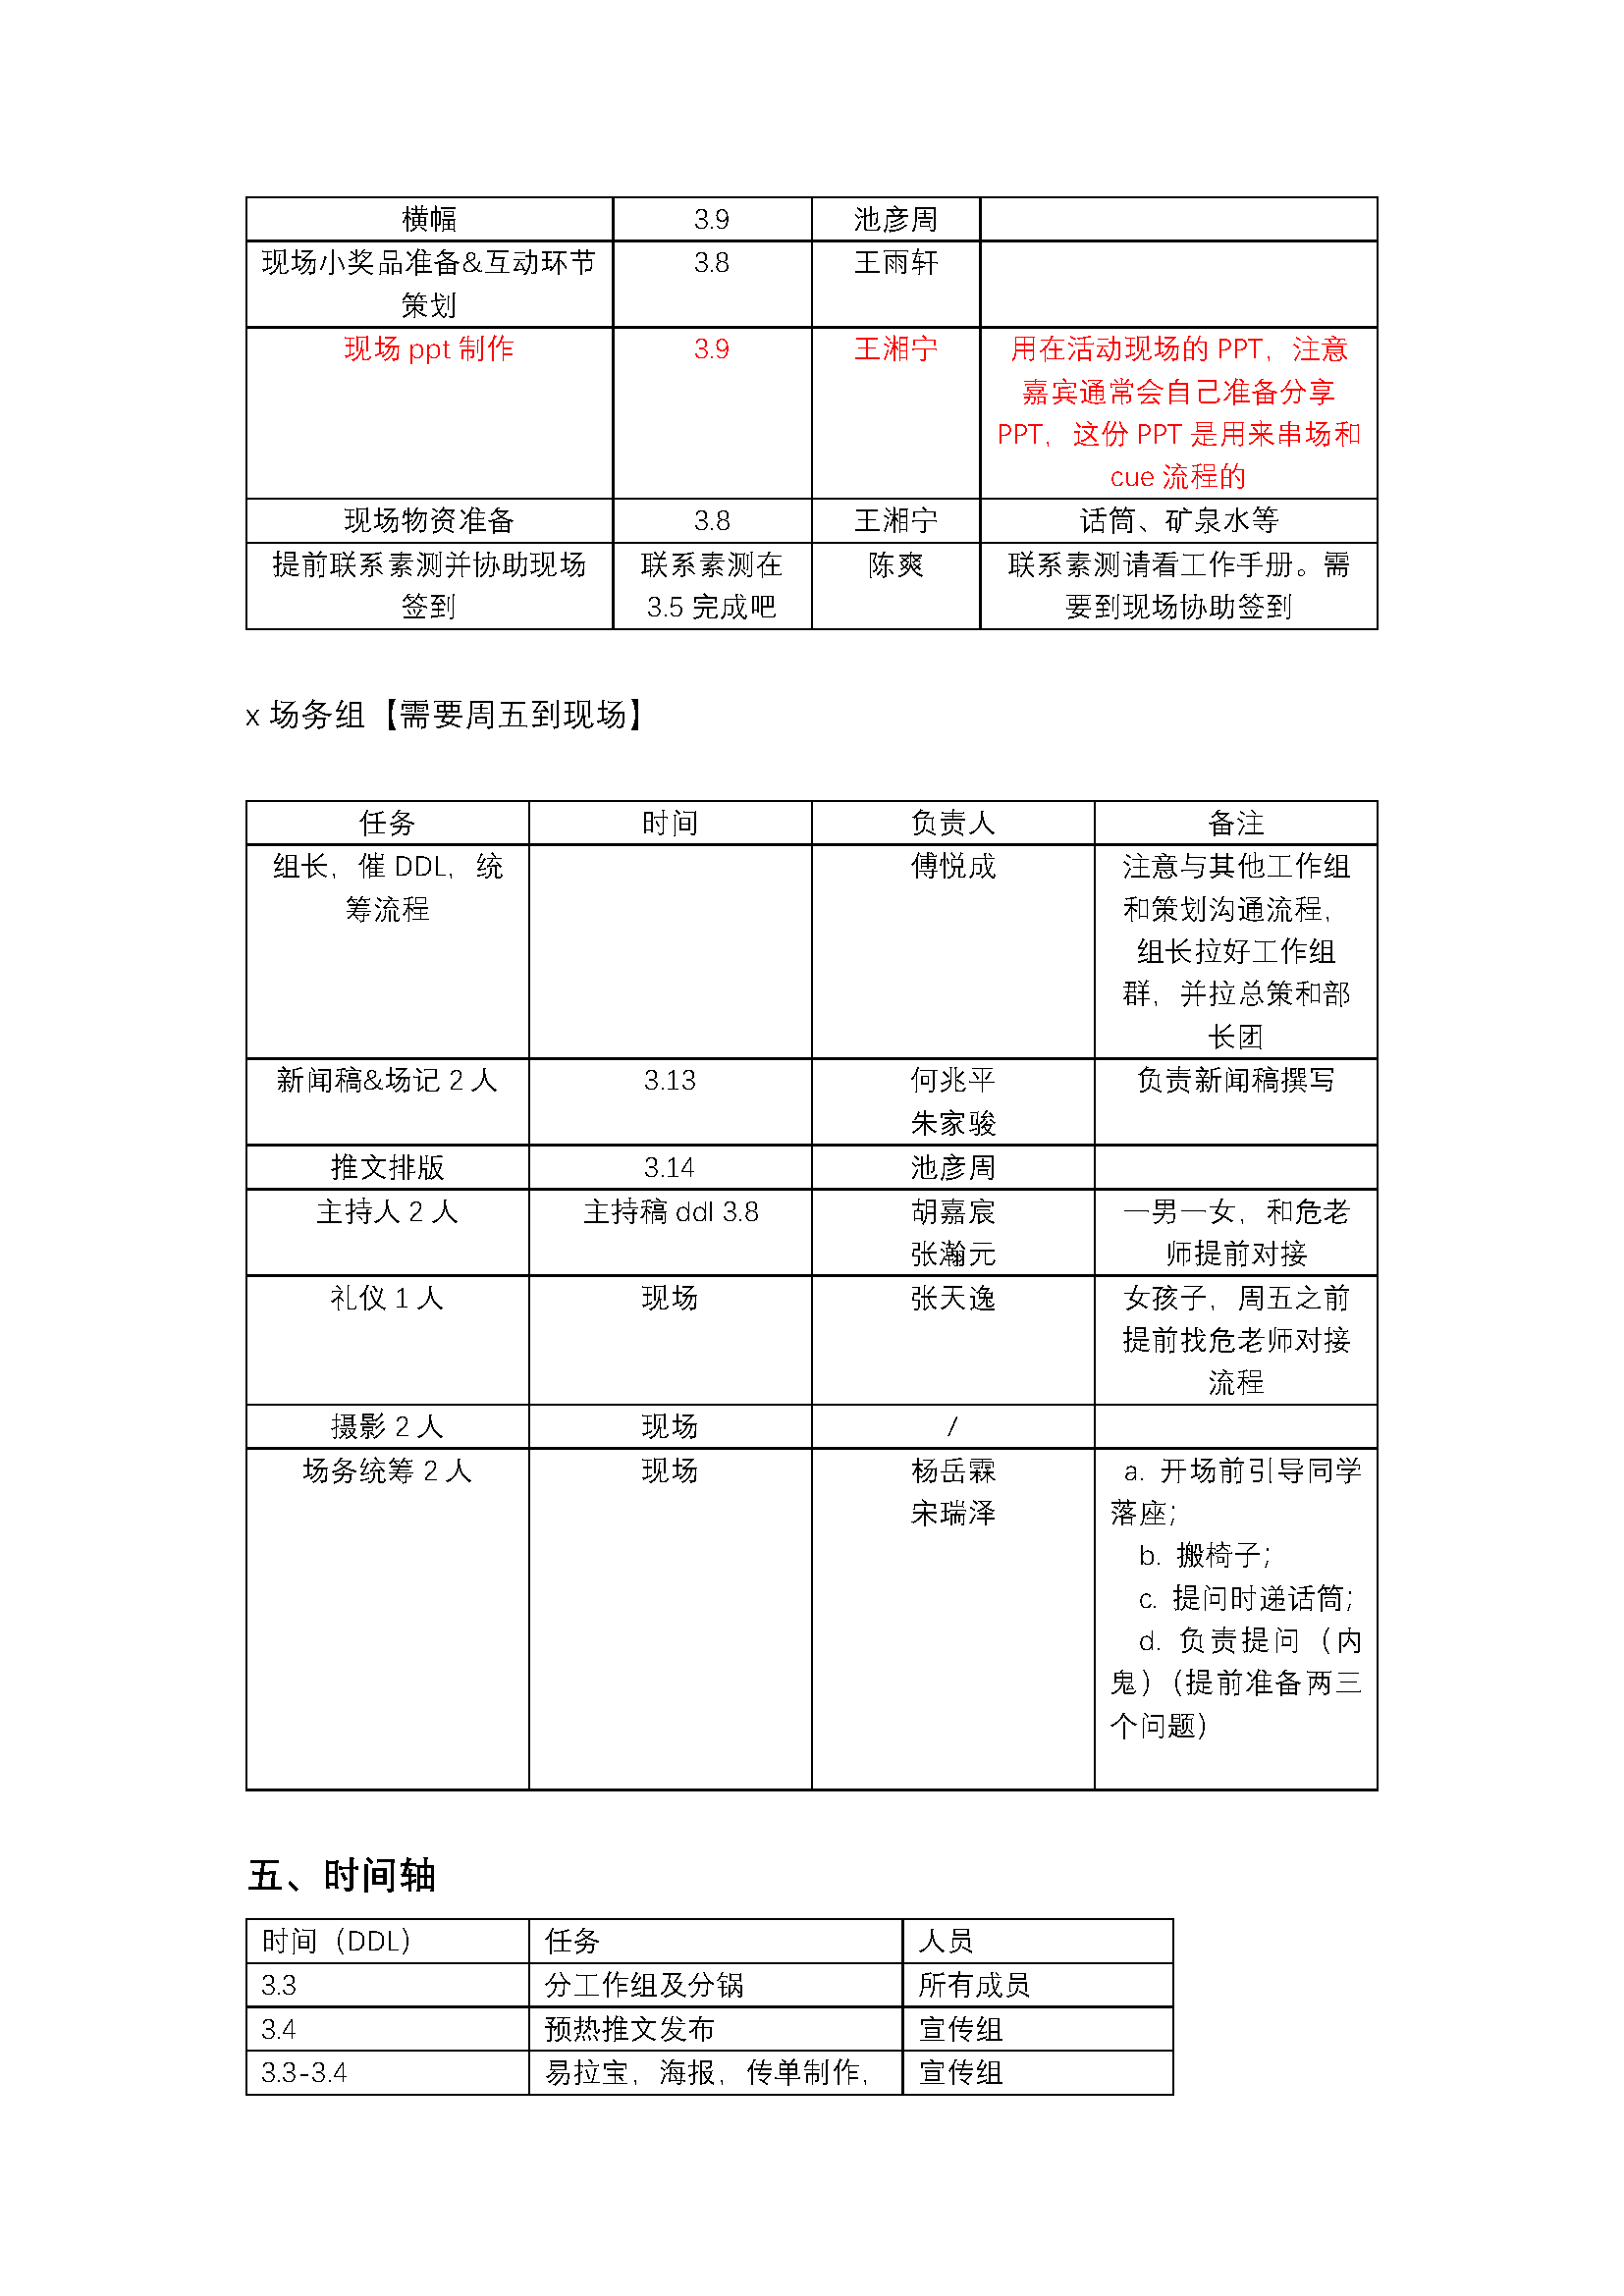 横幅 3.9 池彦周
现场小奖品准备&互动环节 3.8 王雨轩
策划
现场 ppt 制作 3.9 王湘宁 用在活动现场的 PPT，注意
嘉宾通常会自己准备分享
PPT，这份 PPT 是用来串场和
cue 流程的
现场物资准备 3.8 王湘宁 话筒、矿泉水等
提前联系素测并协助现场 联系素测在 陈爽 联系素测请看工作手册。需
签到 3.5 完成吧 要到现场协助签到
x 场务组【需要周五到现场】
任务 时间 负责人 备注
组长，催 DDL，统 傅悦成 注意与其他工作组
筹流程 和策划沟通流程，
组长拉好工作组
群，并拉总策和部
长团
新闻稿&场记 2 人 3.13 何兆平 负责新闻稿撰写
朱家骏
推文排版 3.14 池彦周
主持人 2 人 主持稿 ddl 3.8 胡嘉宸 一男一女，和危老
张瀚元 师提前对接
礼仪 1 人 现场 张天逸 女孩子，周五之前
提前找危老师对接
流程
摄影 2 人 现场 /
场务统筹 2 人 现场 杨岳霖 a. 开场前引导同学
宋瑞泽 落座；
b. 搬椅子；
c. 提问时递话筒；
d. 负责提问（内
鬼）（提前准备两三
个问题）
五、时间轴
时间（DDL） 任务 人员
3.3 分工作组及分锅 所有成员
3.4 预热推文发布 宣传组
3.3-3.4 易拉宝，海报，传单制作， 宣传组